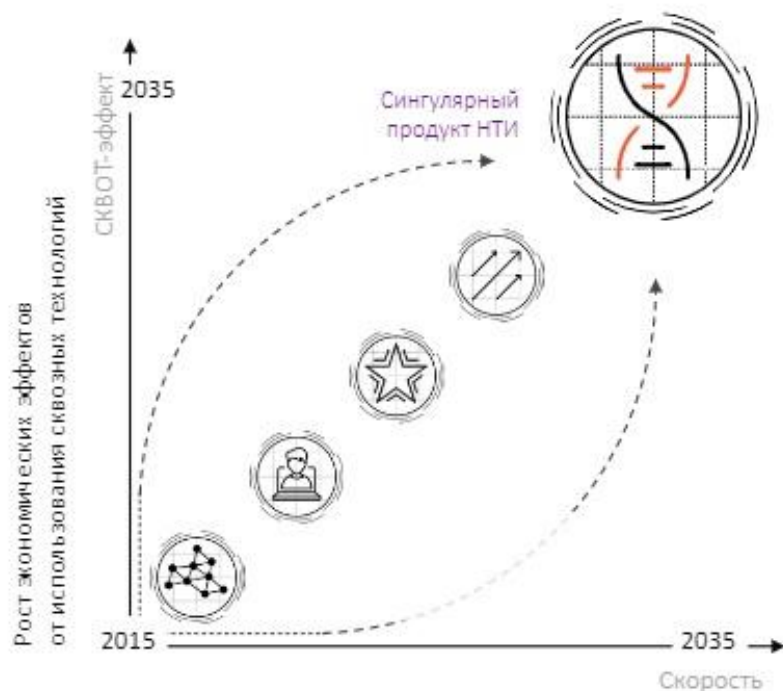 2035
СКВОТ-эффект
Сингулярный
продукт НТИ
Рост экономических эффектов
от использования сквозных технологий
2015
2035
Скорость